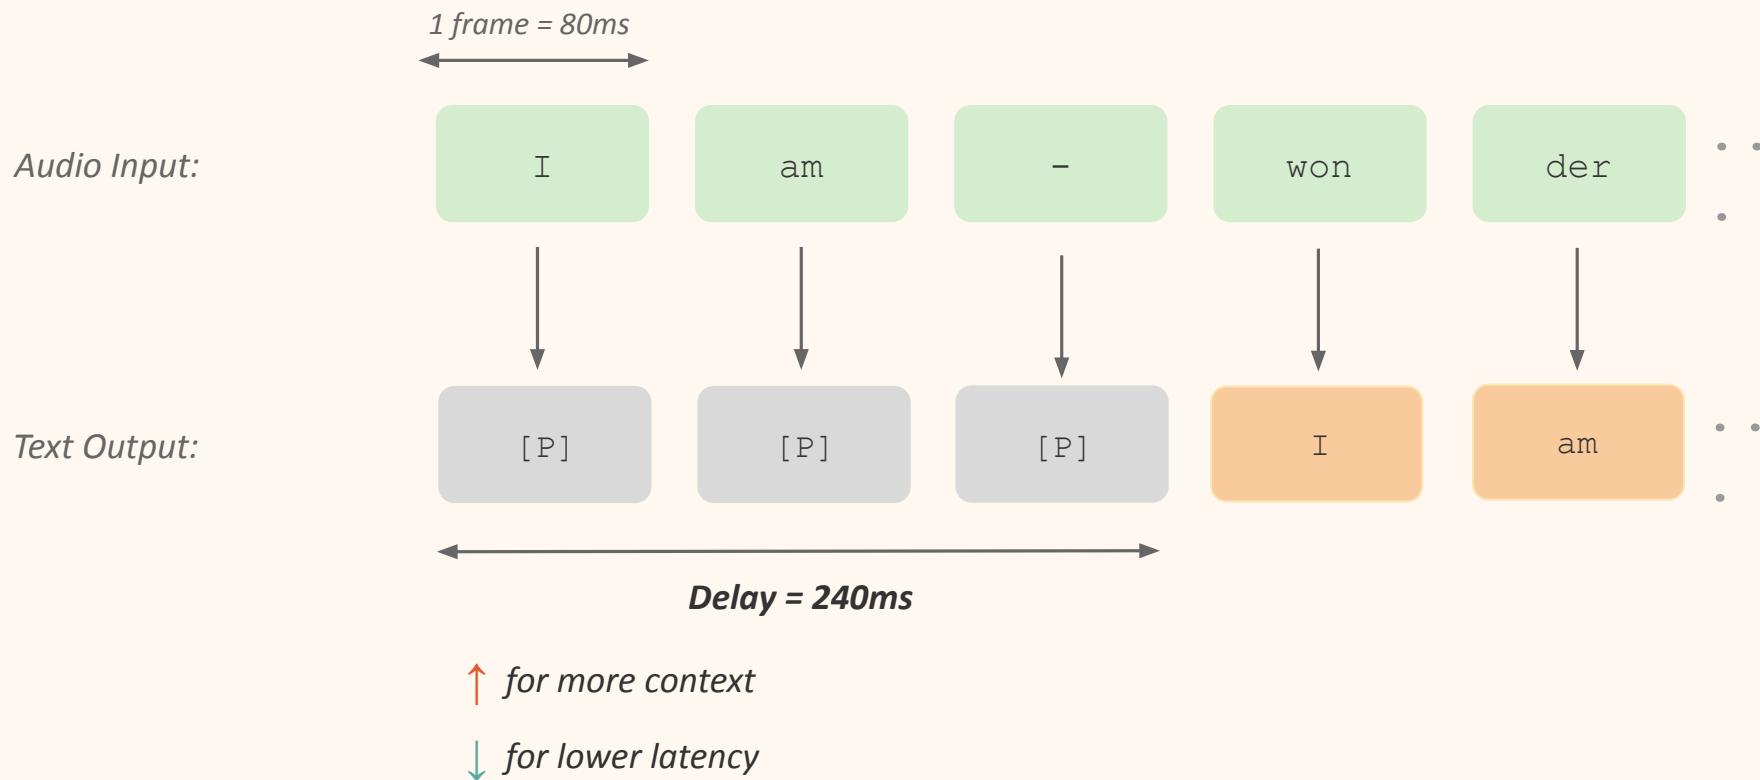 1 frame = 80ms
Audio Input: I am – won der . . .
Text Output: [P] [P] [P] I am . . .
Delay = 240ms
↑ for more context
↓ for lower latency